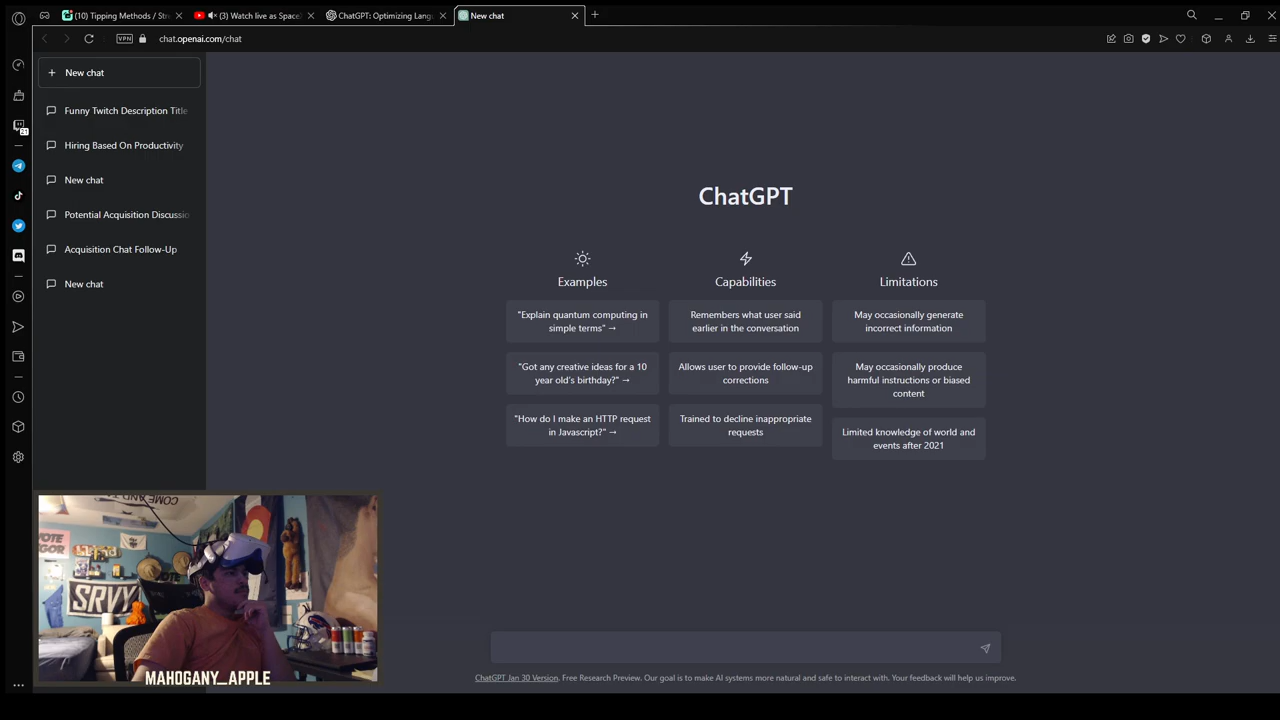 (10) Tipping Methods / Str
(3) Watch live as Space
ChatGPT: Optimizing Lang
New chat
VPN
chat.openai.com/chat
New chat
Funny Twitch Description Title
Hiring Based On Productivity
New chat
Potential Acquisition Discussio
Acquisition Chat Follow-Up
New chat
21
ChatGPT
Examples
Capabilities
Limitations
"Explain quantum computing in
simple terms" →
Remembers what user said
earlier in the conversation
May occasionally generate
incorrect information
"Got any creative ideas for a 10
year old's birthday?" →
Allows user to provide follow-up
corrections
May occasionally produce
harmful instructions or biased
content
"How do I make an HTTP request
in Javascript?" →
Trained to decline inappropriate
requests
Limited knowledge of world and
events after 2021
COME AND T
VOTE
IGOR
SRVY
MAHOGANY_APPLE
ChatGPT Jan 30 Version. Free Research Preview. Our goal is to make AI systems more natural and safe to interact with. Your feedback will help us improve.